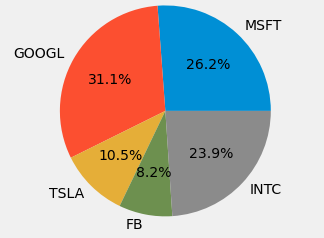 MSFT
GOOGL
26.2%
31.1%
10.5%
23.9%
8.2%
TSLA
INTC
FB